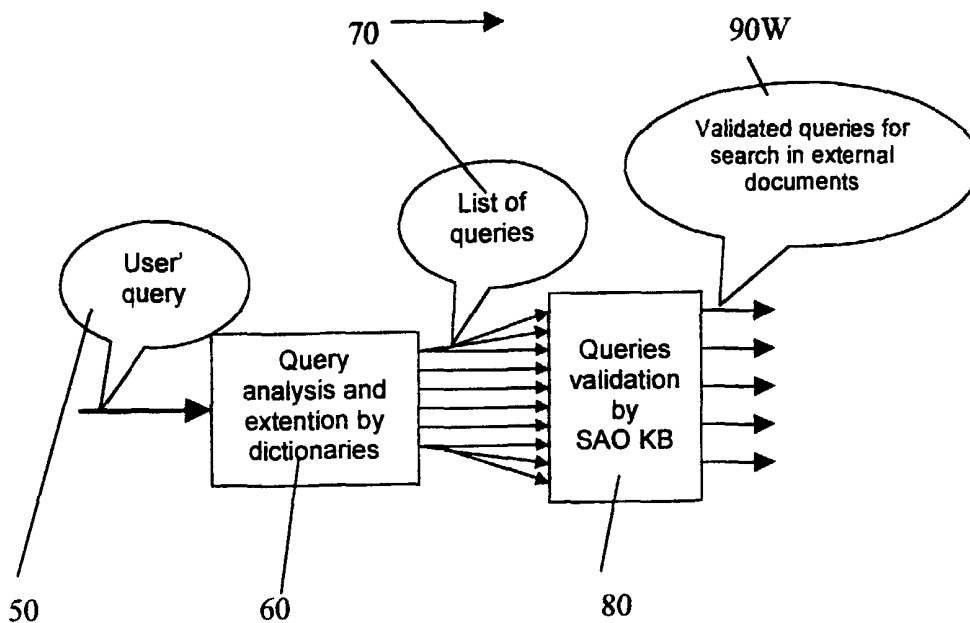 70
90W
Validated queries for
search in external
documents
List of
queries
User'
query
Query
analysis and
extention by
dictionaries
Queries
validation
by
SAO KB
50
60
80